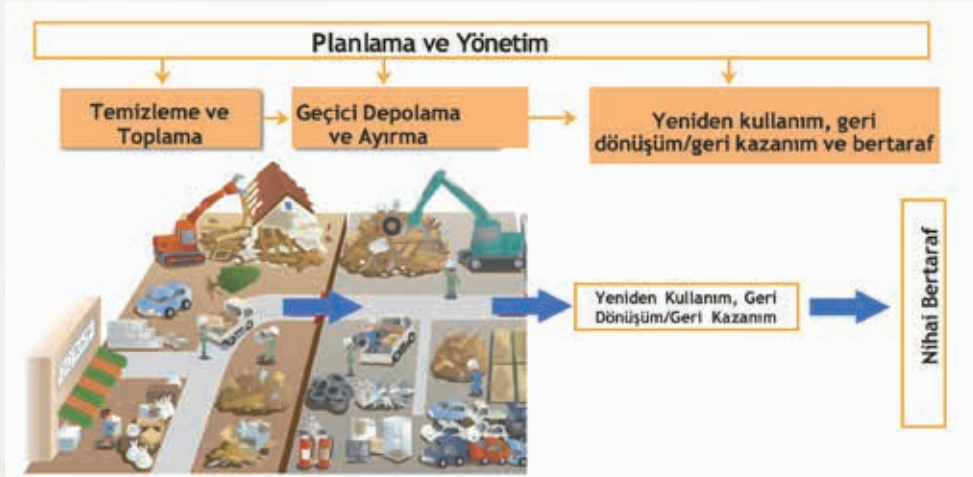 Planlama ve Yönetim
Temizleme ve
Toplama
Geçici Depolama
ve Ayırma
Yeniden kullanım, geri
dönüşüm/geri kazanım ve bertaraf
Yeniden Kullanım, Geri
Dönüşüm/Geri Kazanım
Nihai Bertaraf